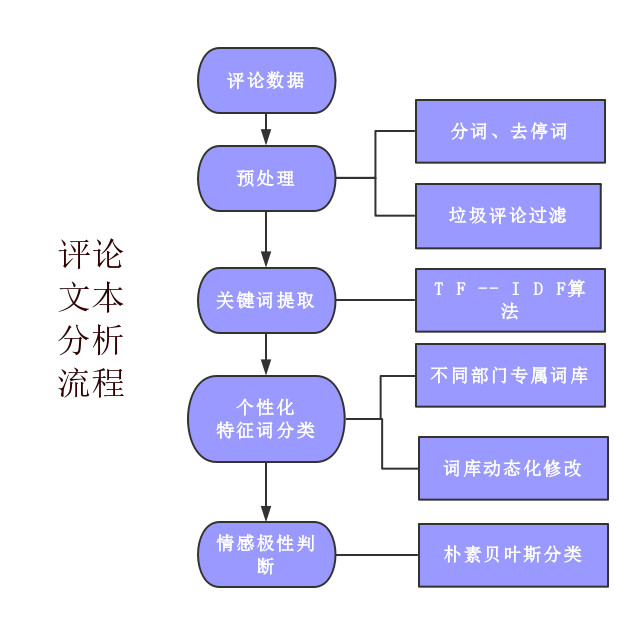 评论
文本
分析
流程
评论数据
预处理
分词、去停词
垃圾评论过滤
关键词提取
T F -- I D F算
法
个性化
特征词分类
不同部门专属词库
词库动态化修改
情感极性判
断
朴素贝叶斯分类